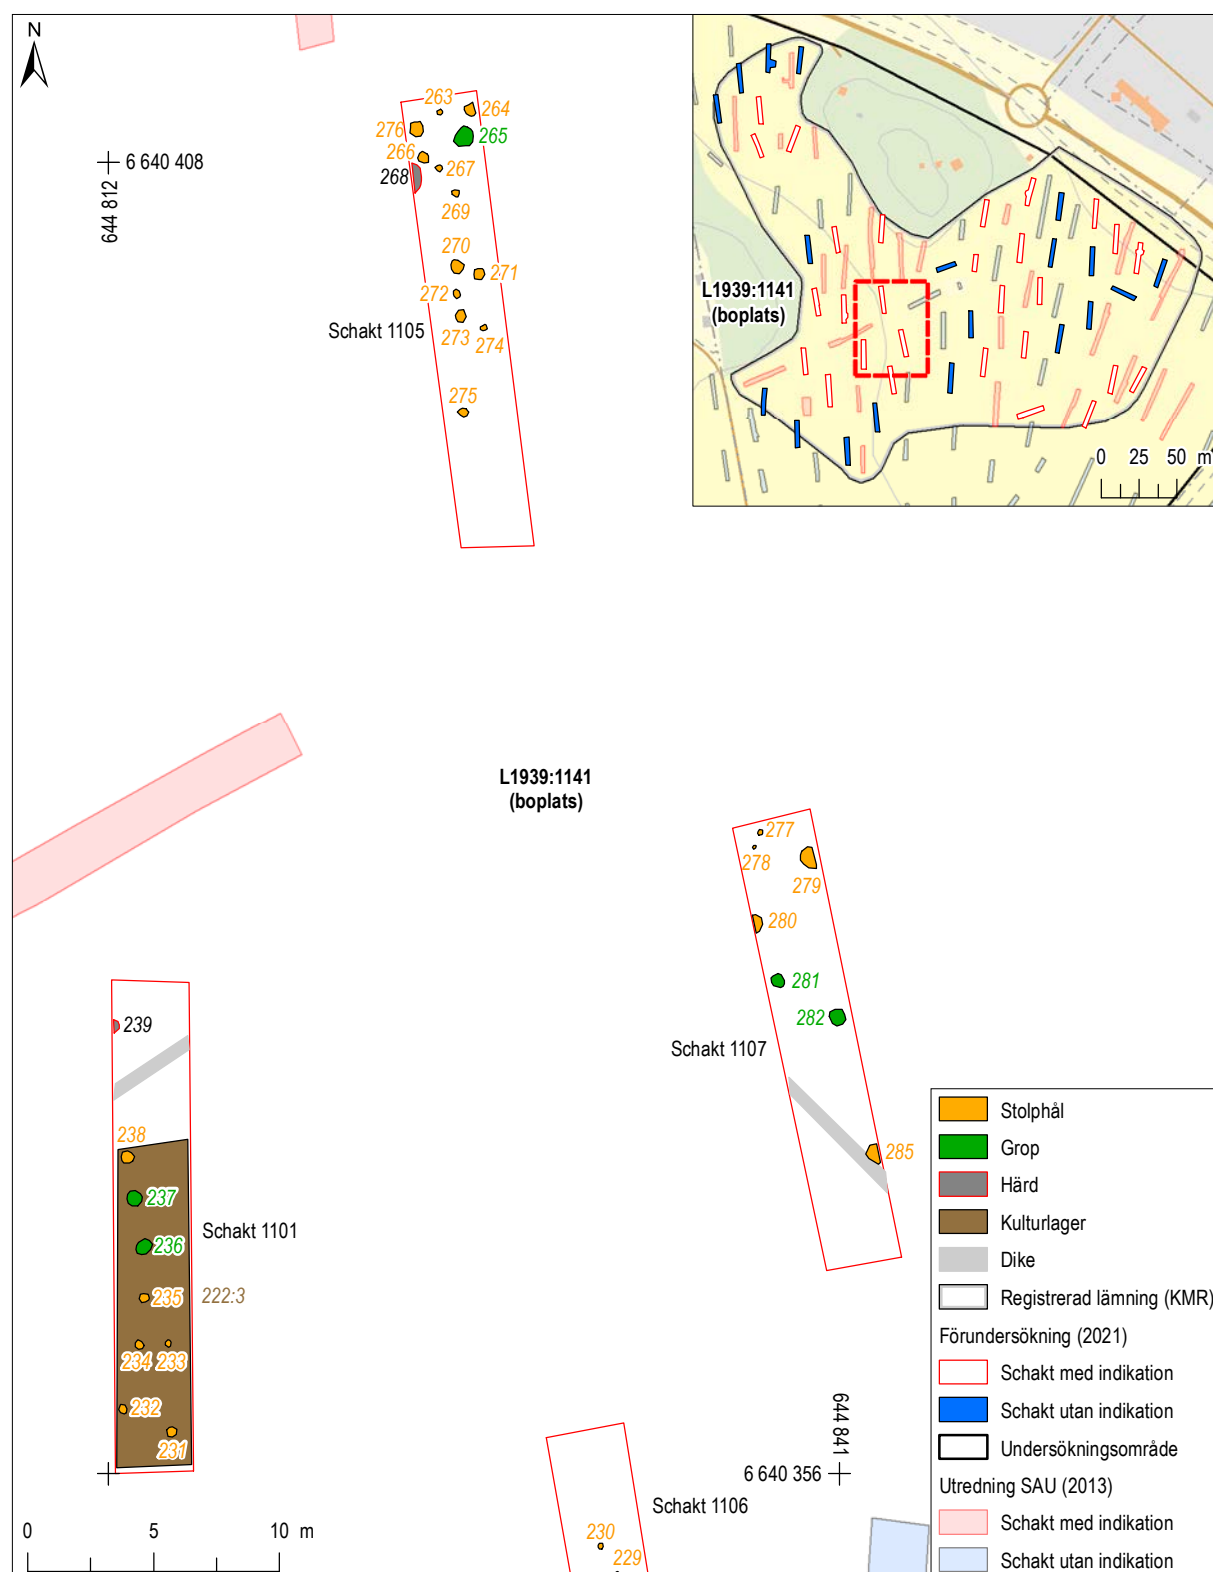 N
263
264
276
265
6 640 408
266
267
268
644 812
269
270
271
272
Schakt 1105
273
274
275
L1939:1141
(boplats)
0 25 50 m
L1939:1141
(boplats)
277
278
279
280
281
282
Schakt 1107
285
239
238
237
Schakt 1101
236
235
222:3
234
233
232
231
644 841
6 640 356
Schakt 1106
230
229
0 5 10 m
Stolphål
Grop
Härd
Kulturlager
Dike
Registrerad lämning (KMR)
Förundersökning (2021)
Schakt med indikation
Schakt utan indikation
Undersökningsområde
Utredning SAU (2013)
Schakt med indikation
Schakt utan indikation